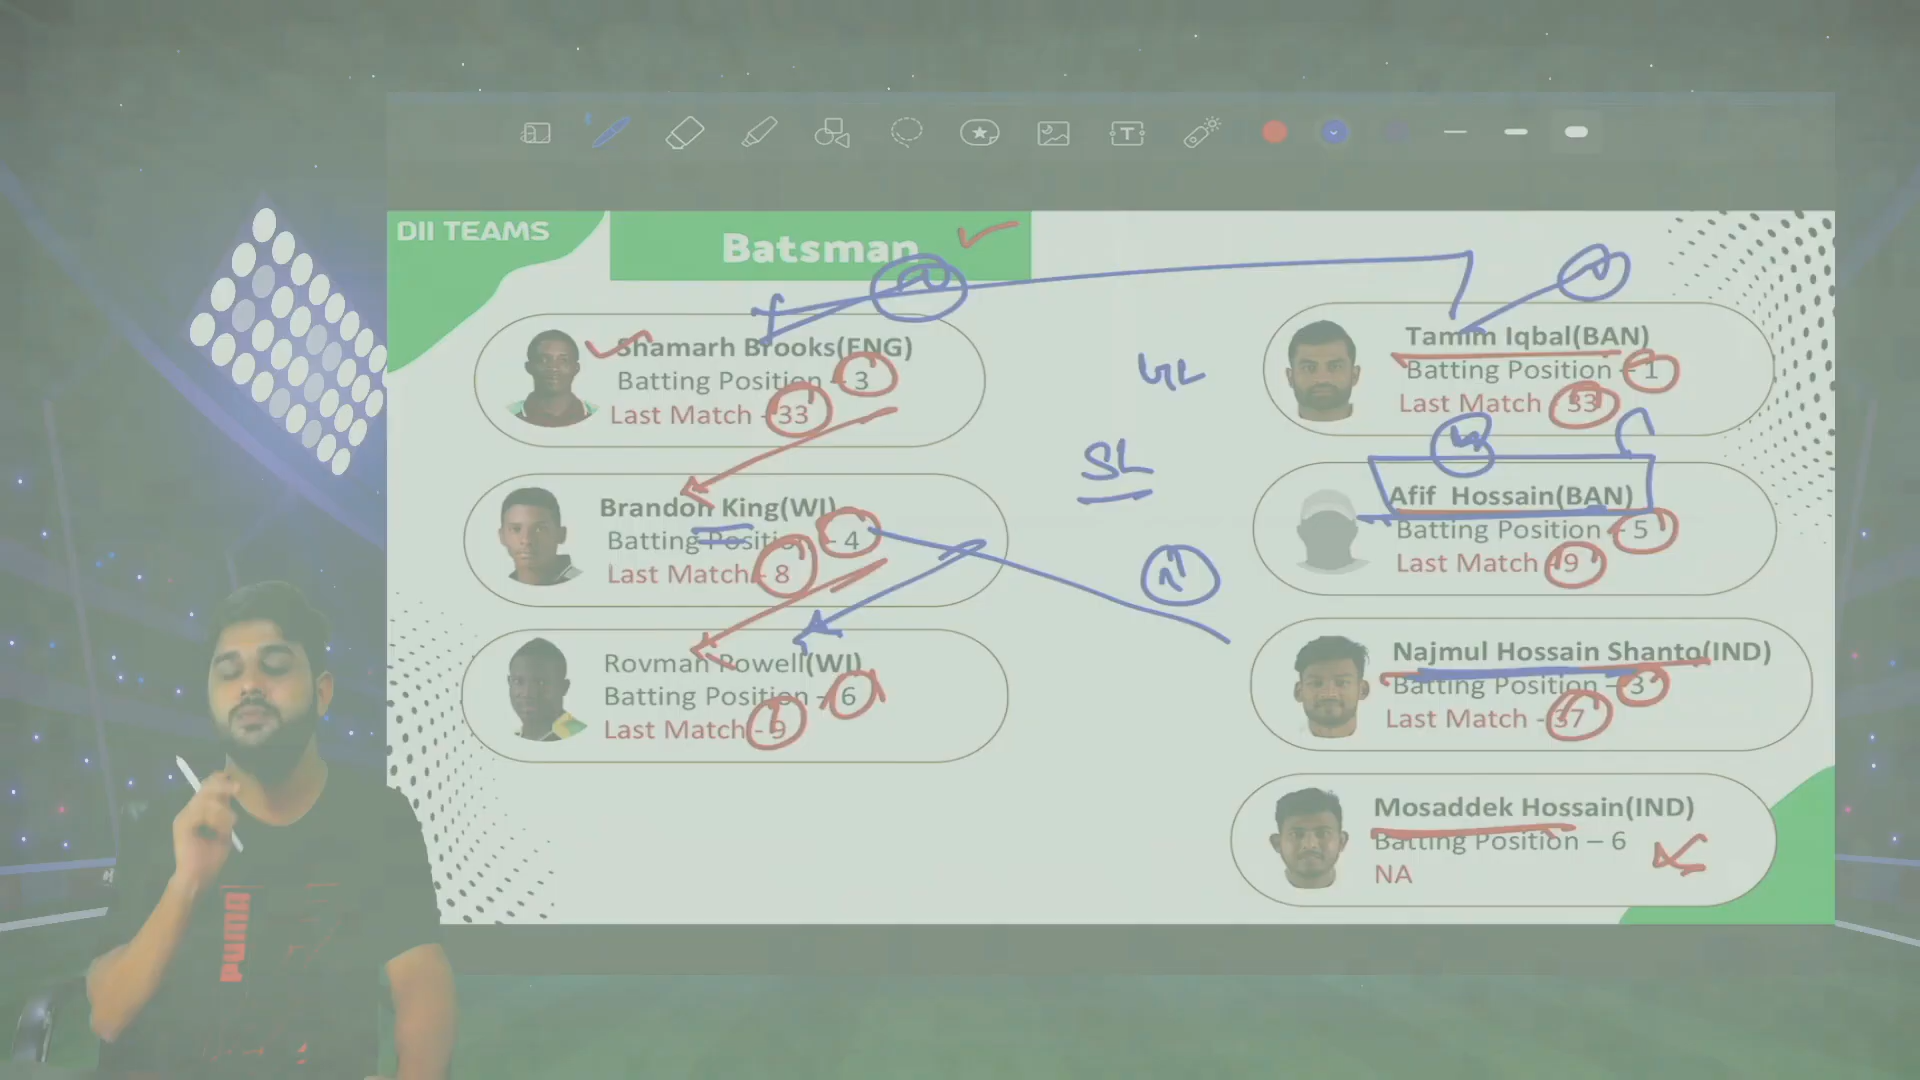 D11 TEAMS
Batsman
Shamarh Brooks(ENG)
Batting Position - 3
Last Match - 33
Brandon King(WI)
Batting Position - 4
Last Match - 8
Rovman Powell(WI)
Batting Position - 6
Last Match - 9
SL
Tamim Iqbal(BAN)
Batting Position - 1
Last Match 33
Afif Hossain(BAN)
Batting Position - 5
Last Match 9
Najmul Hossain Shanto(IND)
Batting Position – 3
Last Match - 37
Mosaddek Hossain(IND)
Batting Position – 6
NA
PUMA